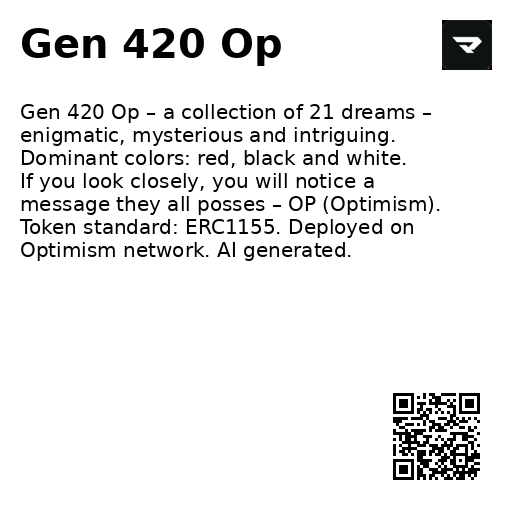 Gen 420 Op
Gen 420 Op – a collection of 21 dreams –
enigmatic, mysterious and intriguing.
Dominant colors: red, black and white.
If you look closely, you will notice a
message they all posses – OP (Optimism).
Token standard: ERC1155. Deployed on
Optimism network. AI generated.